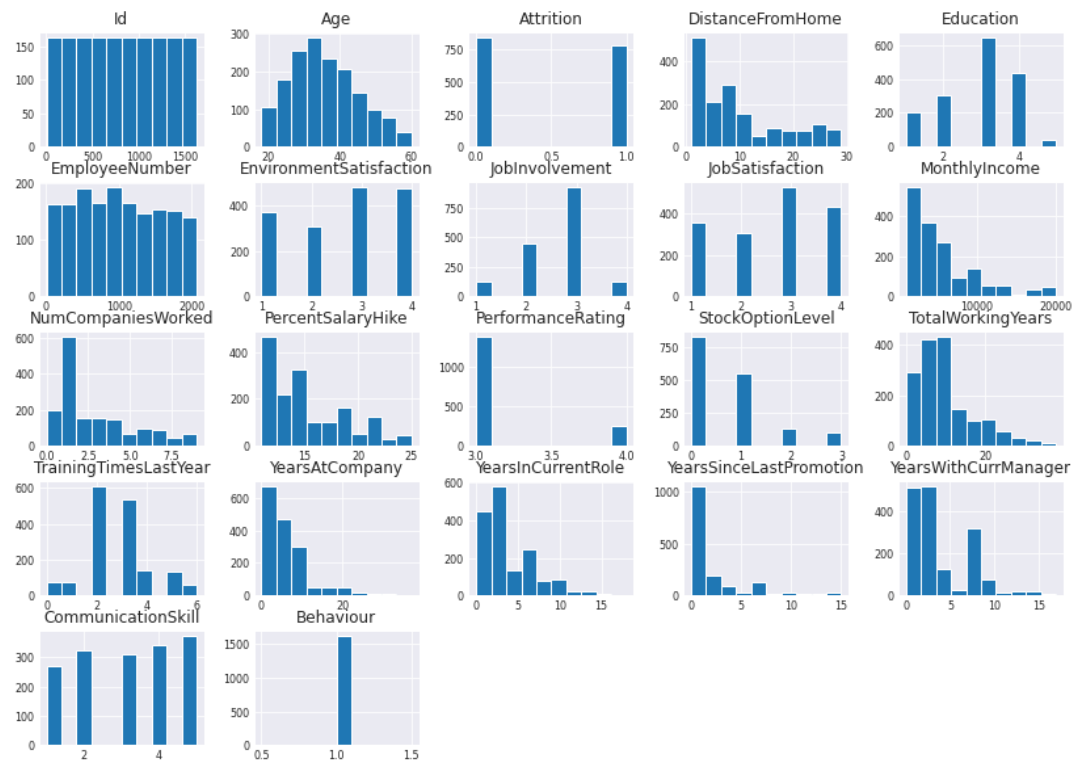 Id Age Attrition DistanceFromHome Education
150 100 50 0
0 500 1000 1500
300 200 100 0
20 40 60
750 500 250 0
0.0 0.5 1.0
400 200 0
0 10 20 30
600 400 200 0
2 4
EmployeeNumber EnvironmentSatisfaction JobInvolvement JobSatisfaction MonthlyIncome
200 100 0
0 1000 2000
400 200 0
1 2 3 4
750 500 250 0
1 2 3 4
400 200 0
1 2 3 4
400 200 0
10000 20000
NumCompaniesWorked PercentSalaryHike PerformanceRating StockOptionLevel TotalWorkingYears
600 400 200 0
0.0 2.5 5.0 7.5
400 200 0
15 20 25
1000 500 0
3.0 3.5 4.0
750 500 250 0
0 1 2 3
400 200 0
0 20
TrainingTimesLastYear YearsAtCompany YearsInCurrentRole YearsSinceLastPromotion YearsWithCurrManager
600 400 200 0
0 2 4 6
600 400 200 0
0 20
600 400 200 0
0 5 10 15
1000 500 0
0 5 10 15
400 200 0
0 5 10 15
CommunicationSkill Behaviour
300 200 100 0
2 4
1500 1000 500 0
0.5 1.0 1.5